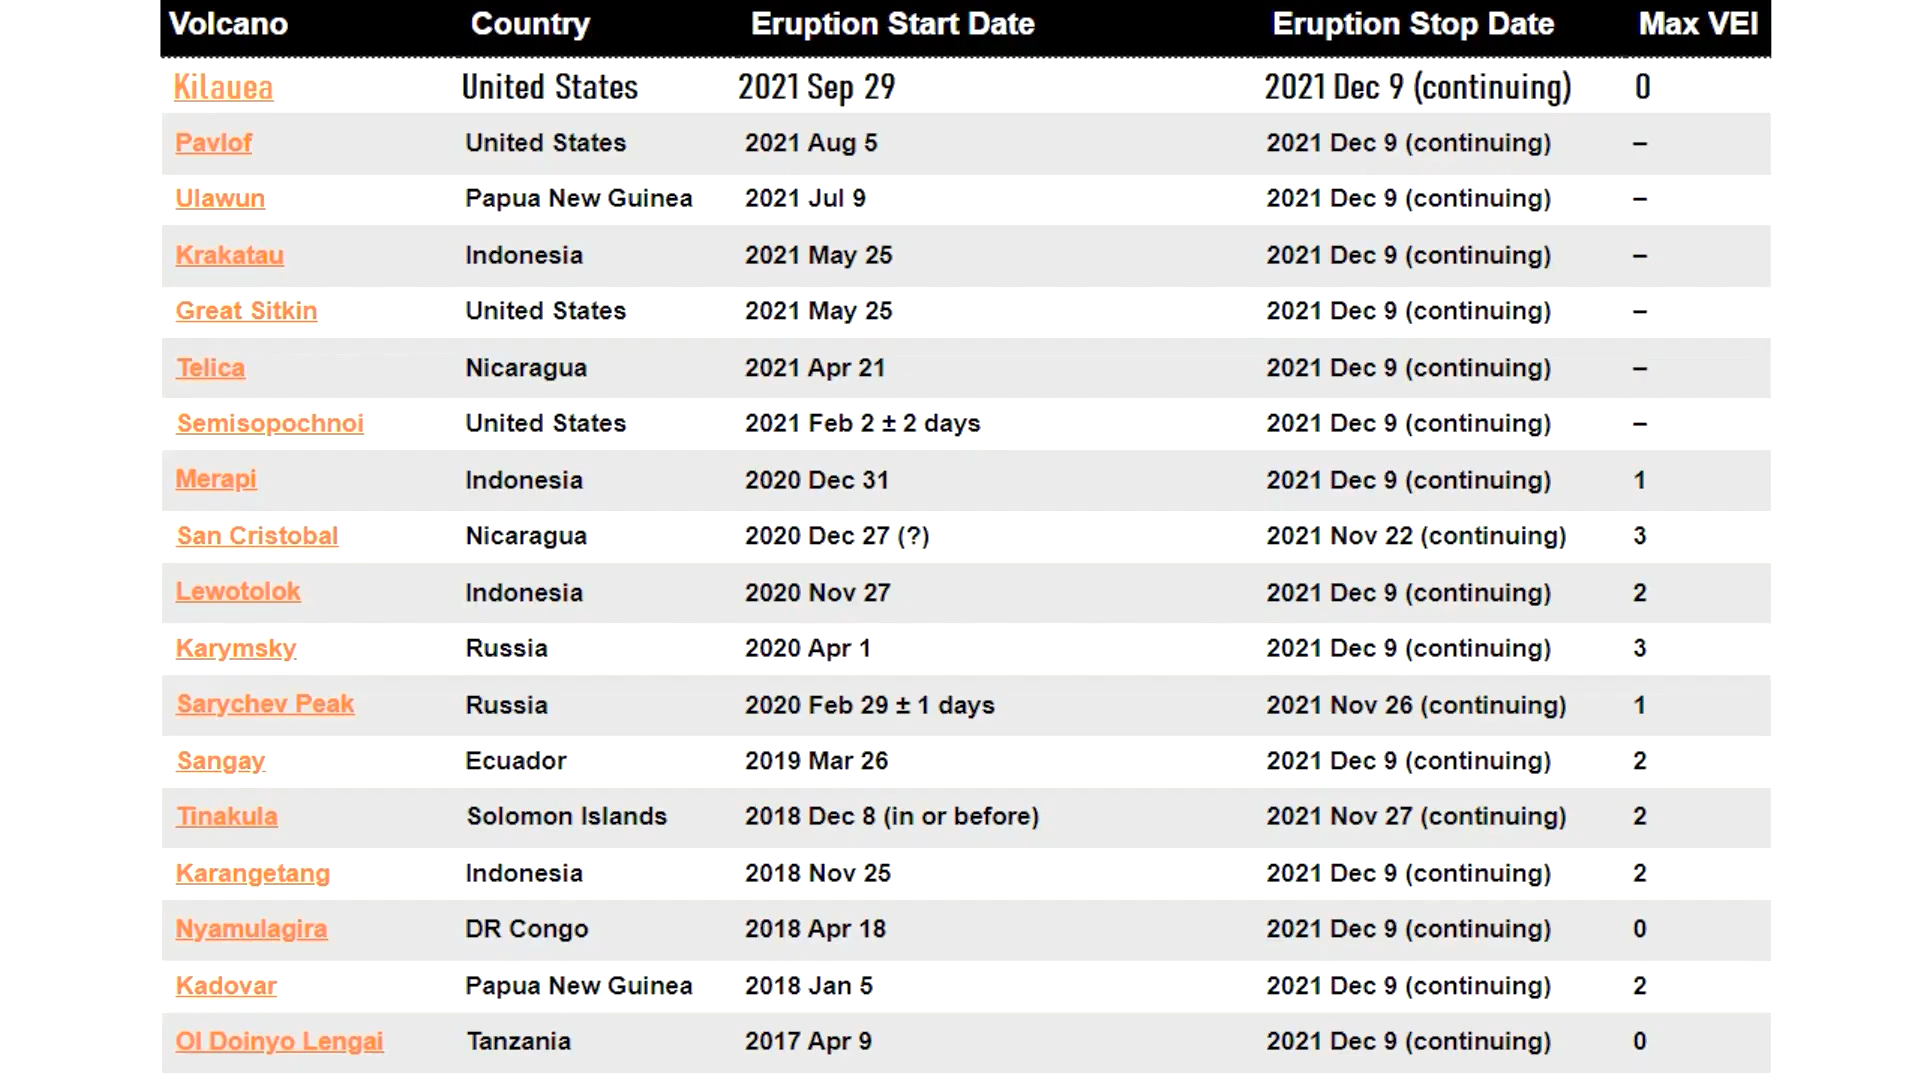 Volcano Country Eruption Start Date Eruption Stop Date Max VEI
Kilauea United States 2021 Sep 29 2021 Dec 9 (continuing) 0
Pavlof United States 2021 Aug 5 2021 Dec 9 (continuing) –
Ulawun Papua New Guinea 2021 Jul 9 2021 Dec 9 (continuing) –
Krakatau Indonesia 2021 May 25 2021 Dec 9 (continuing) –
Great Sitkin United States 2021 May 25 2021 Dec 9 (continuing) –
Telica Nicaragua 2021 Apr 21 2021 Dec 9 (continuing) –
Semisopochnoi United States 2021 Feb 2 ± 2 days 2021 Dec 9 (continuing) –
Merapi Indonesia 2020 Dec 31 2021 Dec 9 (continuing) 1
San Cristobal Nicaragua 2020 Dec 27 (?) 2021 Nov 22 (continuing) 3
Lewotolok Indonesia 2020 Nov 27 2021 Dec 9 (continuing) 2
Karymsky Russia 2020 Apr 1 2021 Dec 9 (continuing) 3
Sarychev Peak Russia 2020 Feb 29 ± 1 days 2021 Nov 26 (continuing) 1
Sangay Ecuador 2019 Mar 26 2021 Dec 9 (continuing) 2
Tinakula Solomon Islands 2018 Dec 8 (in or before) 2021 Nov 27 (continuing) 2
Karangetang Indonesia 2018 Nov 25 2021 Dec 9 (continuing) 2
Nyamulagira DR Congo 2018 Apr 18 2021 Dec 9 (continuing) 0
Kadovar Papua New Guinea 2018 Jan 5 2021 Dec 9 (continuing) 2
Ol Doinyo Lengai Tanzania 2017 Apr 9 2021 Dec 9 (continuing) 0